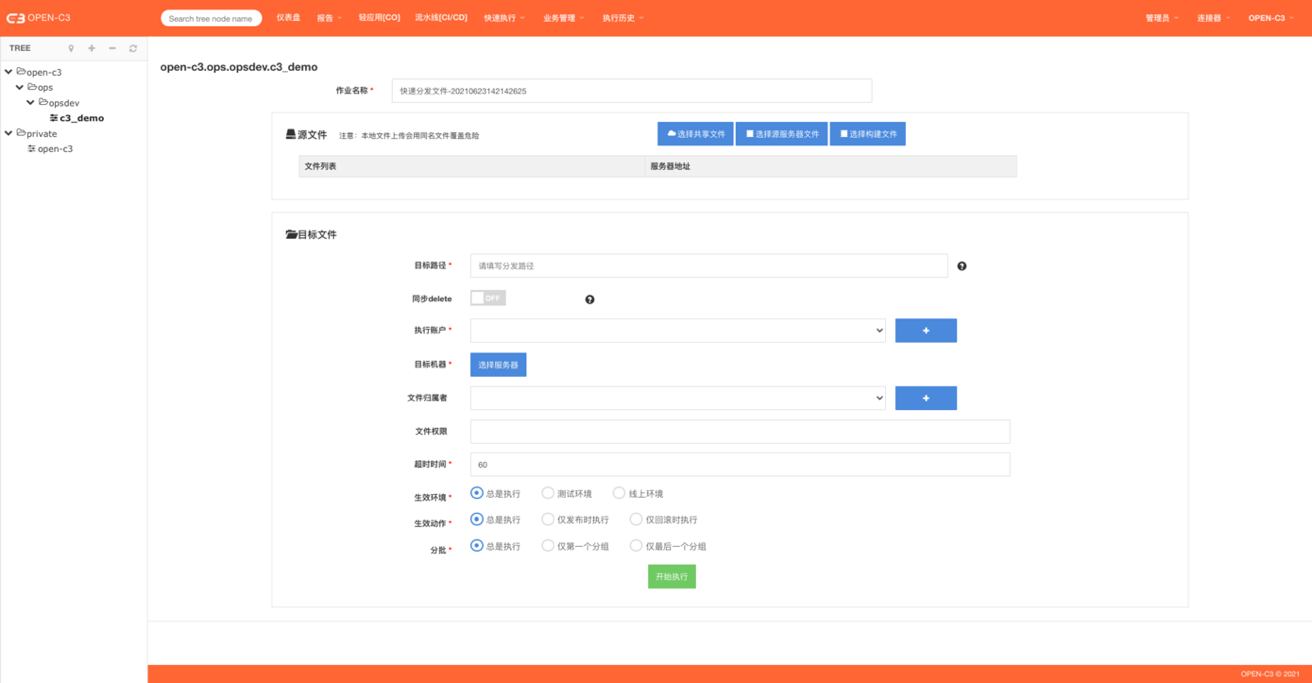 C3 OPEN-C3 Search tree node name 仪表盘 报告 轻应用[CO] 流水线[CI/CD] 快速执行 业务管理 执行历史 管理员 连接器 OPEN-C3
TREE
open-c3
ops
opsdev
c3_demo
private
open-c3
open-c3.ops.opsdev.c3_demo
作业名称* 快速分发文件-20210623142142625
源文件 注意：本地文件上传会用同名文件覆盖危险 选择共享文件 选择源服务器文件 选择构建文件
文件列表 服务器地址
目标文件
目标路径* 请填写分发路径
同步delete OFF
执行账户*
目标机器* 选择服务器
文件归属者
文件权限
超时时间* 60
生效环境* 总是执行 测试环境 线上环境
生效动作* 总是执行 仅发布时执行 仅回滚时执行
分批* 总是执行 仅第一个分组 仅最后一个分组
开始执行
OPEN-C3 © 2021